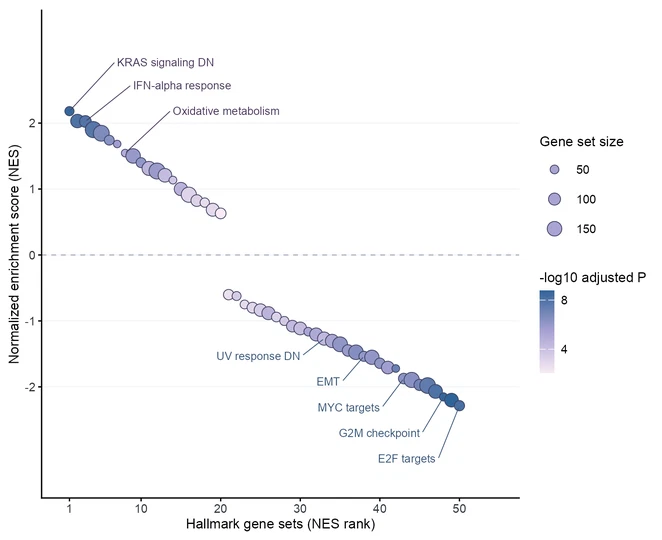 KRAS signaling DN
IFN-alpha response
Oxidative metabolism
UV response DN
EMT
MYC targets
G2M checkpoint
E2F targets
Normalized enrichment score (NES)
2
1
0
-1
-2
1
10
20
30
40
50
Hallmark gene sets (NES rank)
Gene set size
50
100
150
-log10 adjusted P
8
4